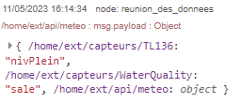 11/05/2023 16:14:34 node: reunion_des_donnees
/home/ext/api/meteo : msg.payload : Object
▸ { /home/ext/capteurs/TL136:
"nivPlein",
/home/ext/capteurs/WaterQuality:
"sale", /home/ext/api/meteo: object }